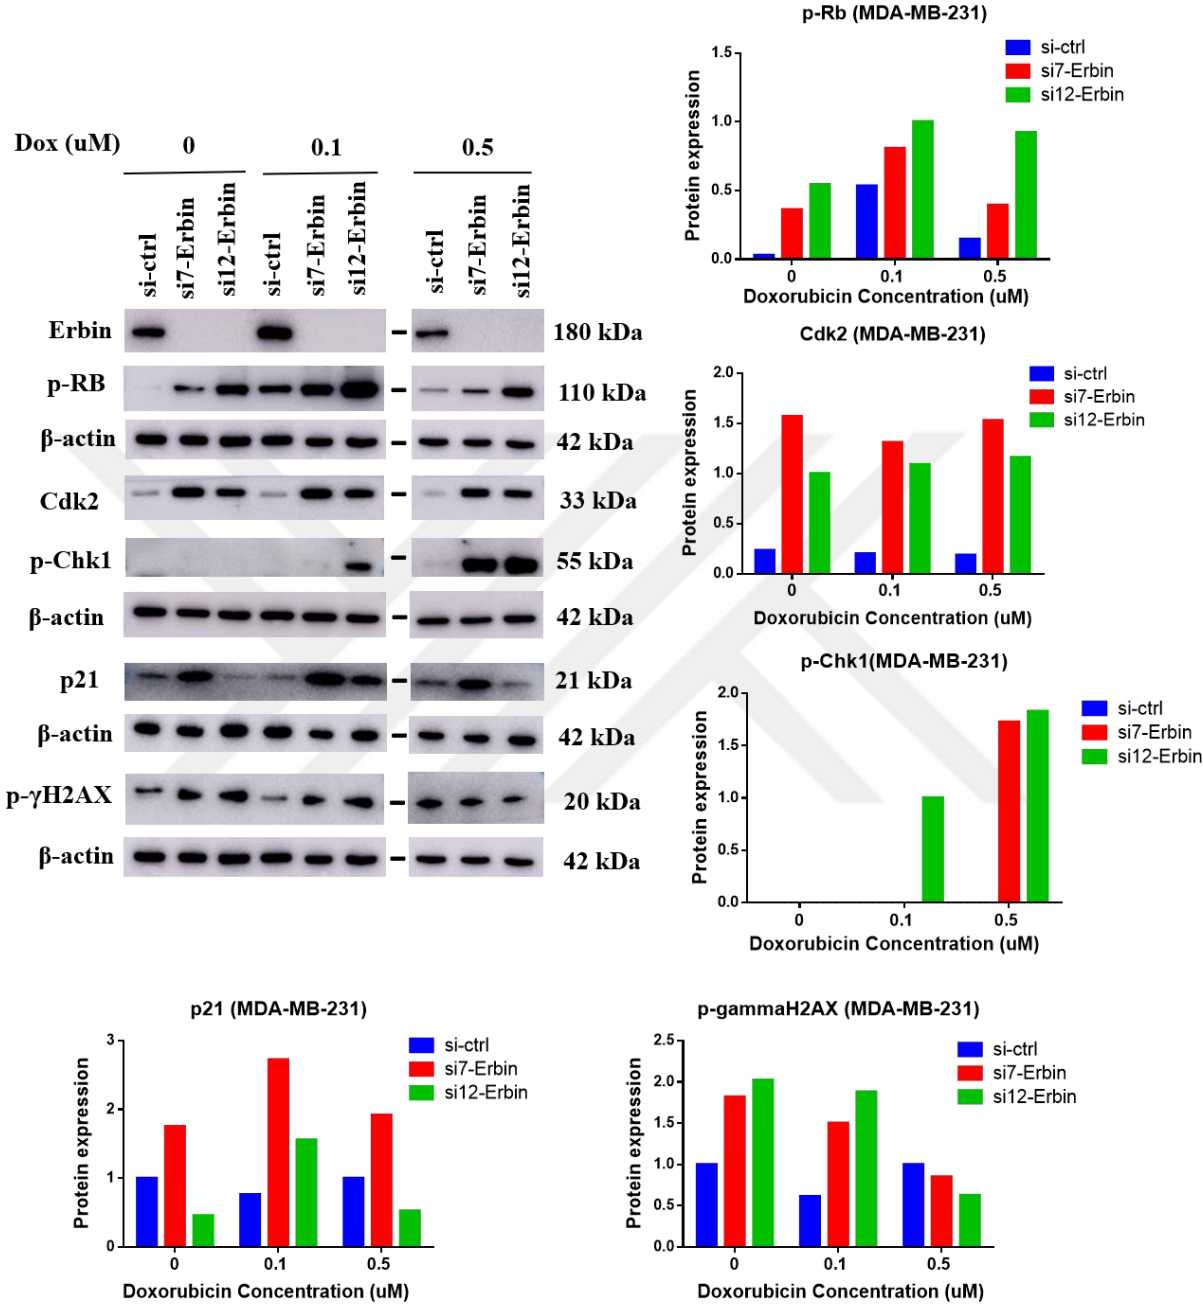 Dox (uM) 0 0.1 0.5
si-ctrl si7-Erbin si12-Erbin si-ctrl si7-Erbin si12-Erbin si-ctrl si7-Erbin si12-Erbin
Erbin 180 kDa
p-RB 110 kDa
β-actin 42 kDa
Cdk2 33 kDa
p-Chk1 55 kDa
β-actin 42 kDa
p21 21 kDa
β-actin 42 kDa
p-γH2AX 20 kDa
β-actin 42 kDa
p-Rb (MDA-MB-231)
si-ctrl
si7-Erbin
si12-Erbin
Protein expression
1.5
1.0
0.5
0.0
0 0.1 0.5
Doxorubicin Concentration (uM)
Cdk2 (MDA-MB-231)
si-ctrl
si7-Erbin
si12-Erbin
Protein expression
2.0
1.5
1.0
0.5
0.0
0 0.1 0.5
Doxorubicin Concentration (uM)
p-Chk1(MDA-MB-231)
si-ctrl
si7-Erbin
si12-Erbin
Protein expression
2.0
1.5
1.0
0.5
0.0
0 0.1 0.5
Doxorubicin Concentration (uM)
p21 (MDA-MB-231)
si-ctrl
si7-Erbin
si12-Erbin
Protein expression
3
2
1
0
0 0.1 0.5
Doxorubicin Concentration (uM)
p-gammaH2AX (MDA-MB-231)
si-ctrl
si7-Erbin
si12-Erbin
Protein expression
2.5
2.0
1.5
1.0
0.5
0.0
0 0.1 0.5
Doxorubicin Concentration (uM)